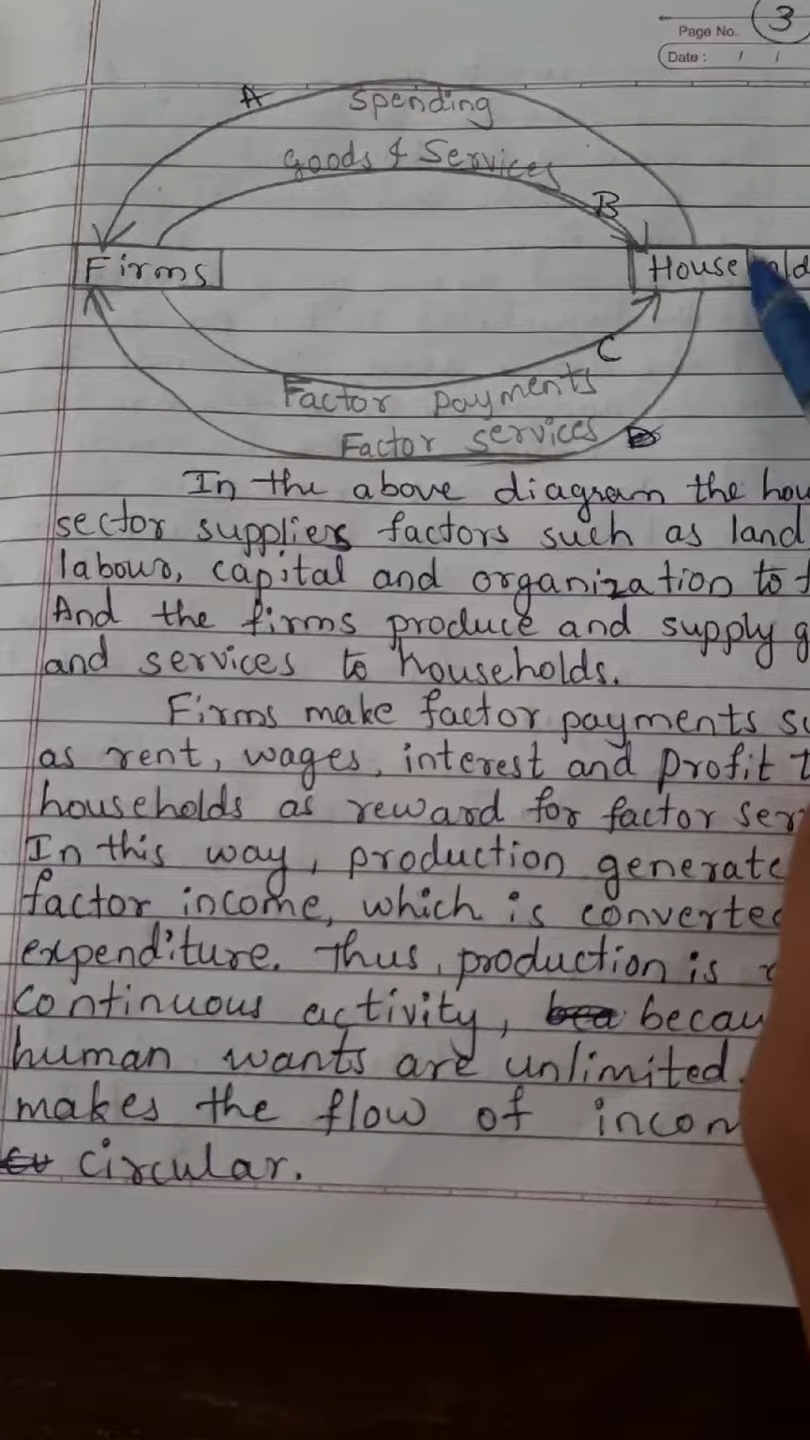 Page No. 3
Date : / /
A Spending
Goods & Services
B
Firms
House
C
Factor payments
Factor services
In the above diagram the hou
sector suppliers factors such as land
labour, capital and organization to f
And the firms produce and supply g
and services to households.
Firms make factor payments su
as rent, wages, interest and profit t
households as reward for factor ser
In this way, production generate
factor income, which is converted
expenditure. Thus, production is
continuous activity, becau
human wants are unlimited.
makes the flow of incom
circular.